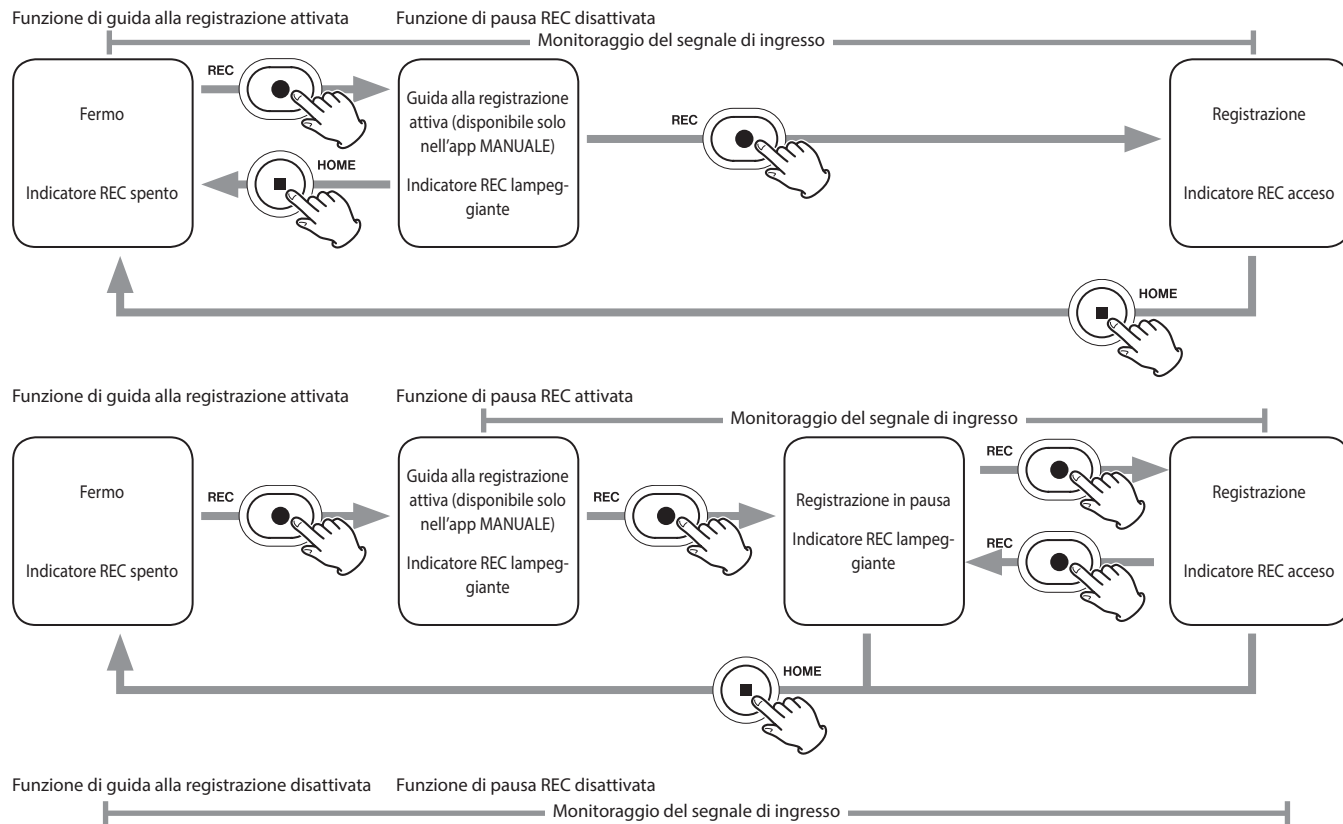 Funzione di guida alla registrazione attivata
Funzione di pausa REC disattivata
Monitoraggio del segnale di ingresso
Fermo
Indicatore REC spento
REC
HOME
Guida alla registrazione
attiva (disponibile solo
nell'app MANUALE)
Indicatore REC lampeg-
giante
REC
Registrazione
Indicatore REC acceso
HOME
Funzione di guida alla registrazione attivata
Funzione di pausa REC attivata
Monitoraggio del segnale di ingresso
Fermo
Indicatore REC spento
REC
Guida alla registrazione
attiva (disponibile solo
nell'app MANUALE)
Indicatore REC lampeg-
giante
REC
Registrazione in pausa
Indicatore REC lampeg-
giante
REC
REC
Registrazione
Indicatore REC acceso
HOME
Funzione di guida alla registrazione disattivata
Funzione di pausa REC disattivata
Monitoraggio del segnale di ingresso